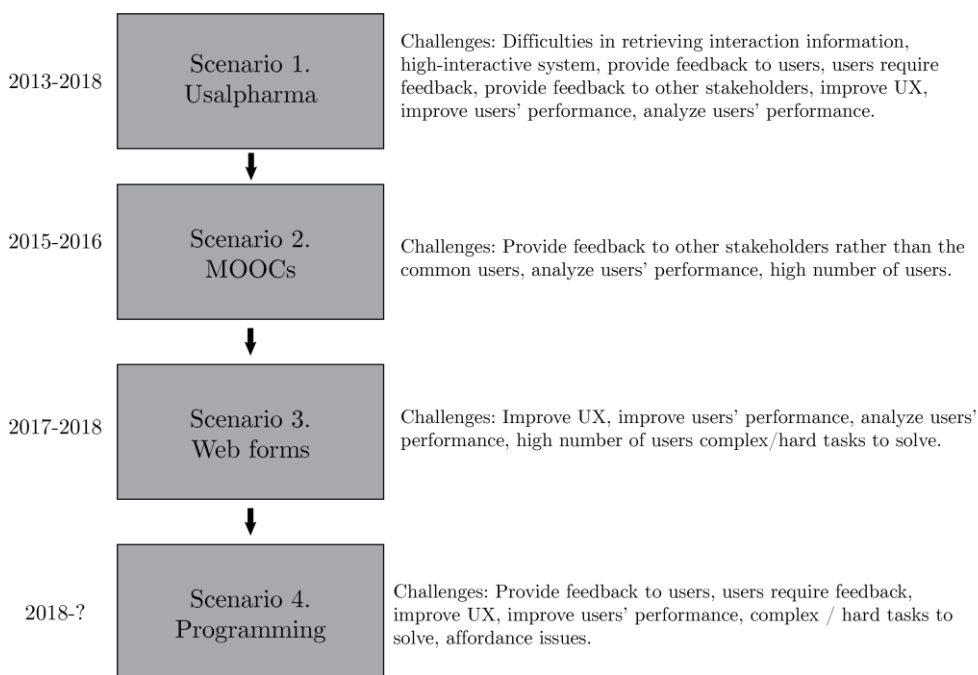 2013-2018
Scenario 1.
Usalpharma
Challenges: Difficulties in retrieving interaction information,
high-interactive system, provide feedback to users, users require
feedback, provide feedback to other stakeholders, improve UX,
improve users' performance, analyze users' performance.
2015-2016
Scenario 2.
MOOCs
Challenges: Provide feedback to other stakeholders rather than the
common users, analyze users' performance, high number of users.
2017-2018
Scenario 3.
Web forms
Challenges: Improve UX, improve users' performance, analyze users'
performance, high number of users complex/hard tasks to solve.
2018-?
Scenario 4.
Programming
Challenges: Provide feedback to users, users require feedback,
improve UX, improve users' performance, complex / hard tasks to
solve, affordance issues.